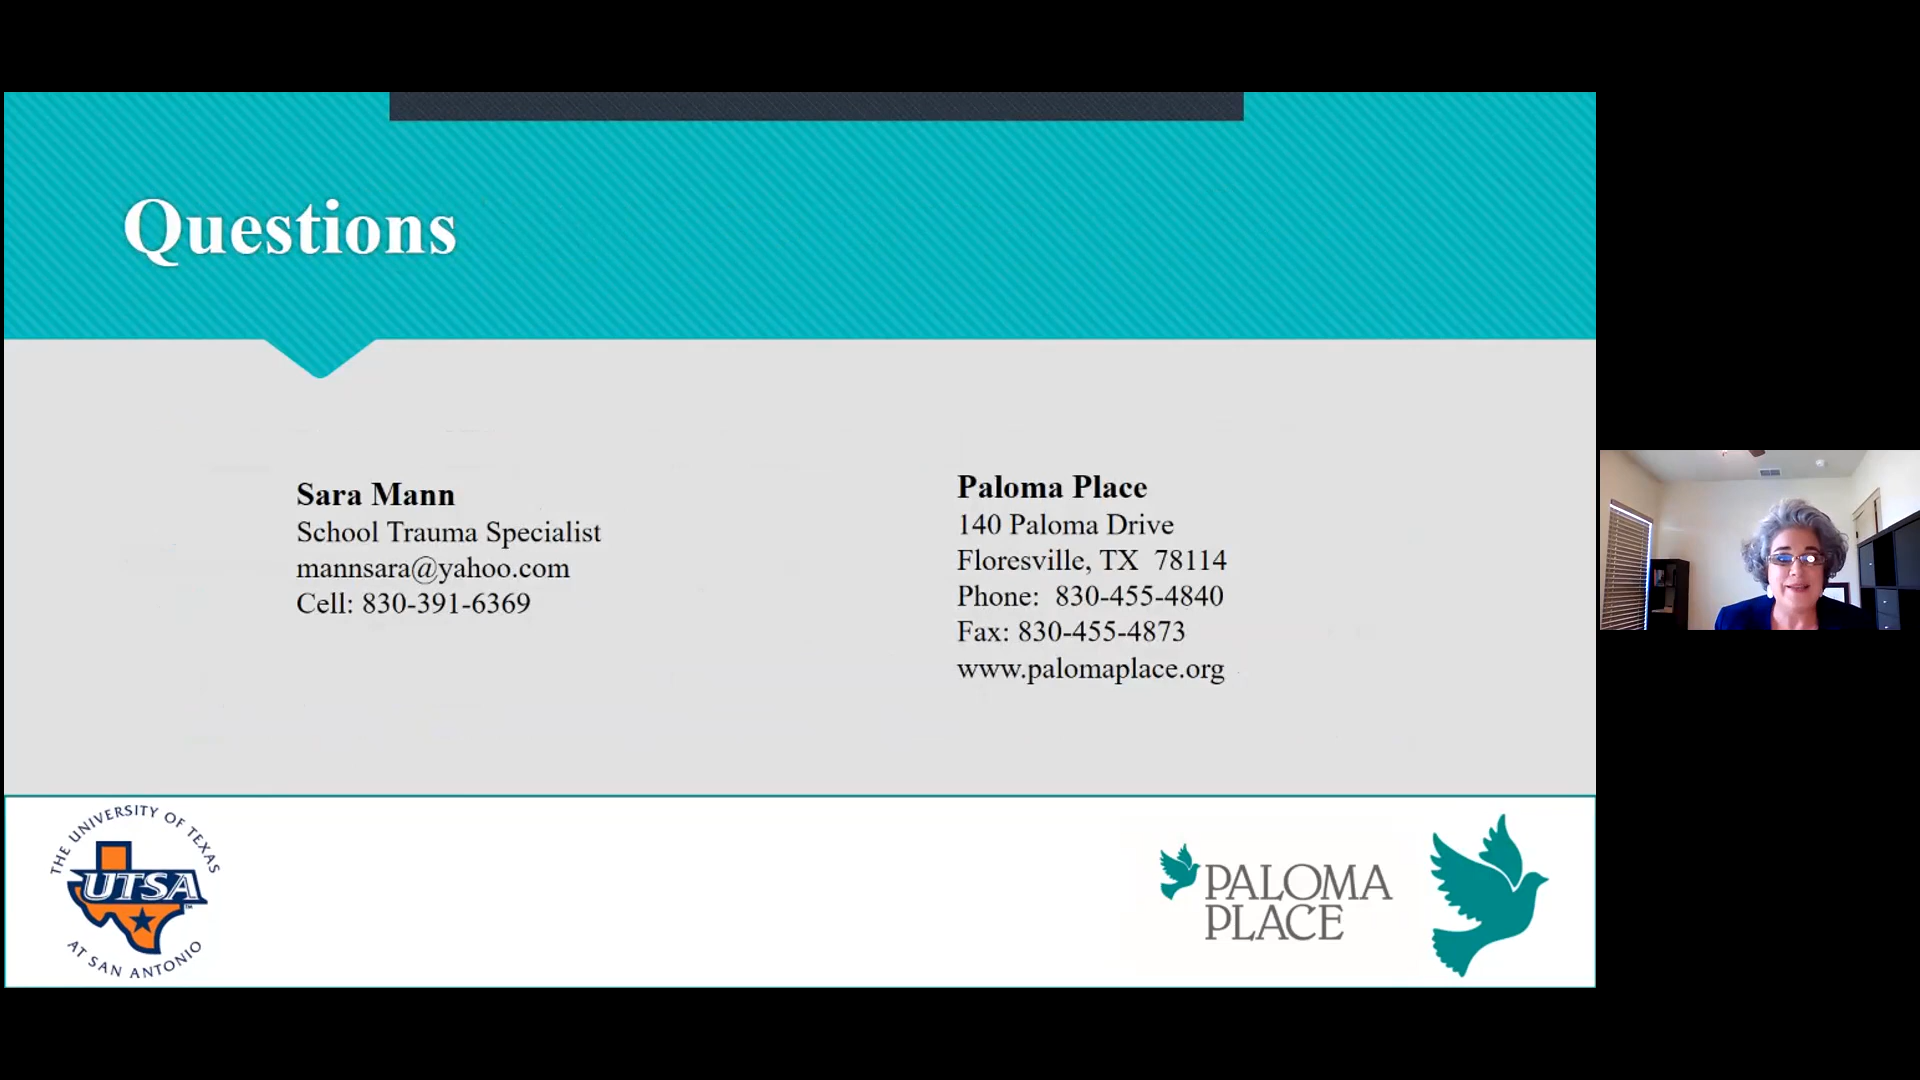 Questions
Sara Mann
School Trauma Specialist
mannsara@yahoo.com
Cell: 830-391-6369
Paloma Place
140 Paloma Drive
Floresville, TX  78114
Phone:  830-455-4840
Fax: 830-455-4873
www.palomaplace.org
THE UNIVERSITY OF TEXAS
UTSA
TM
AT SAN ANTONIO
PALOMA
PLACE